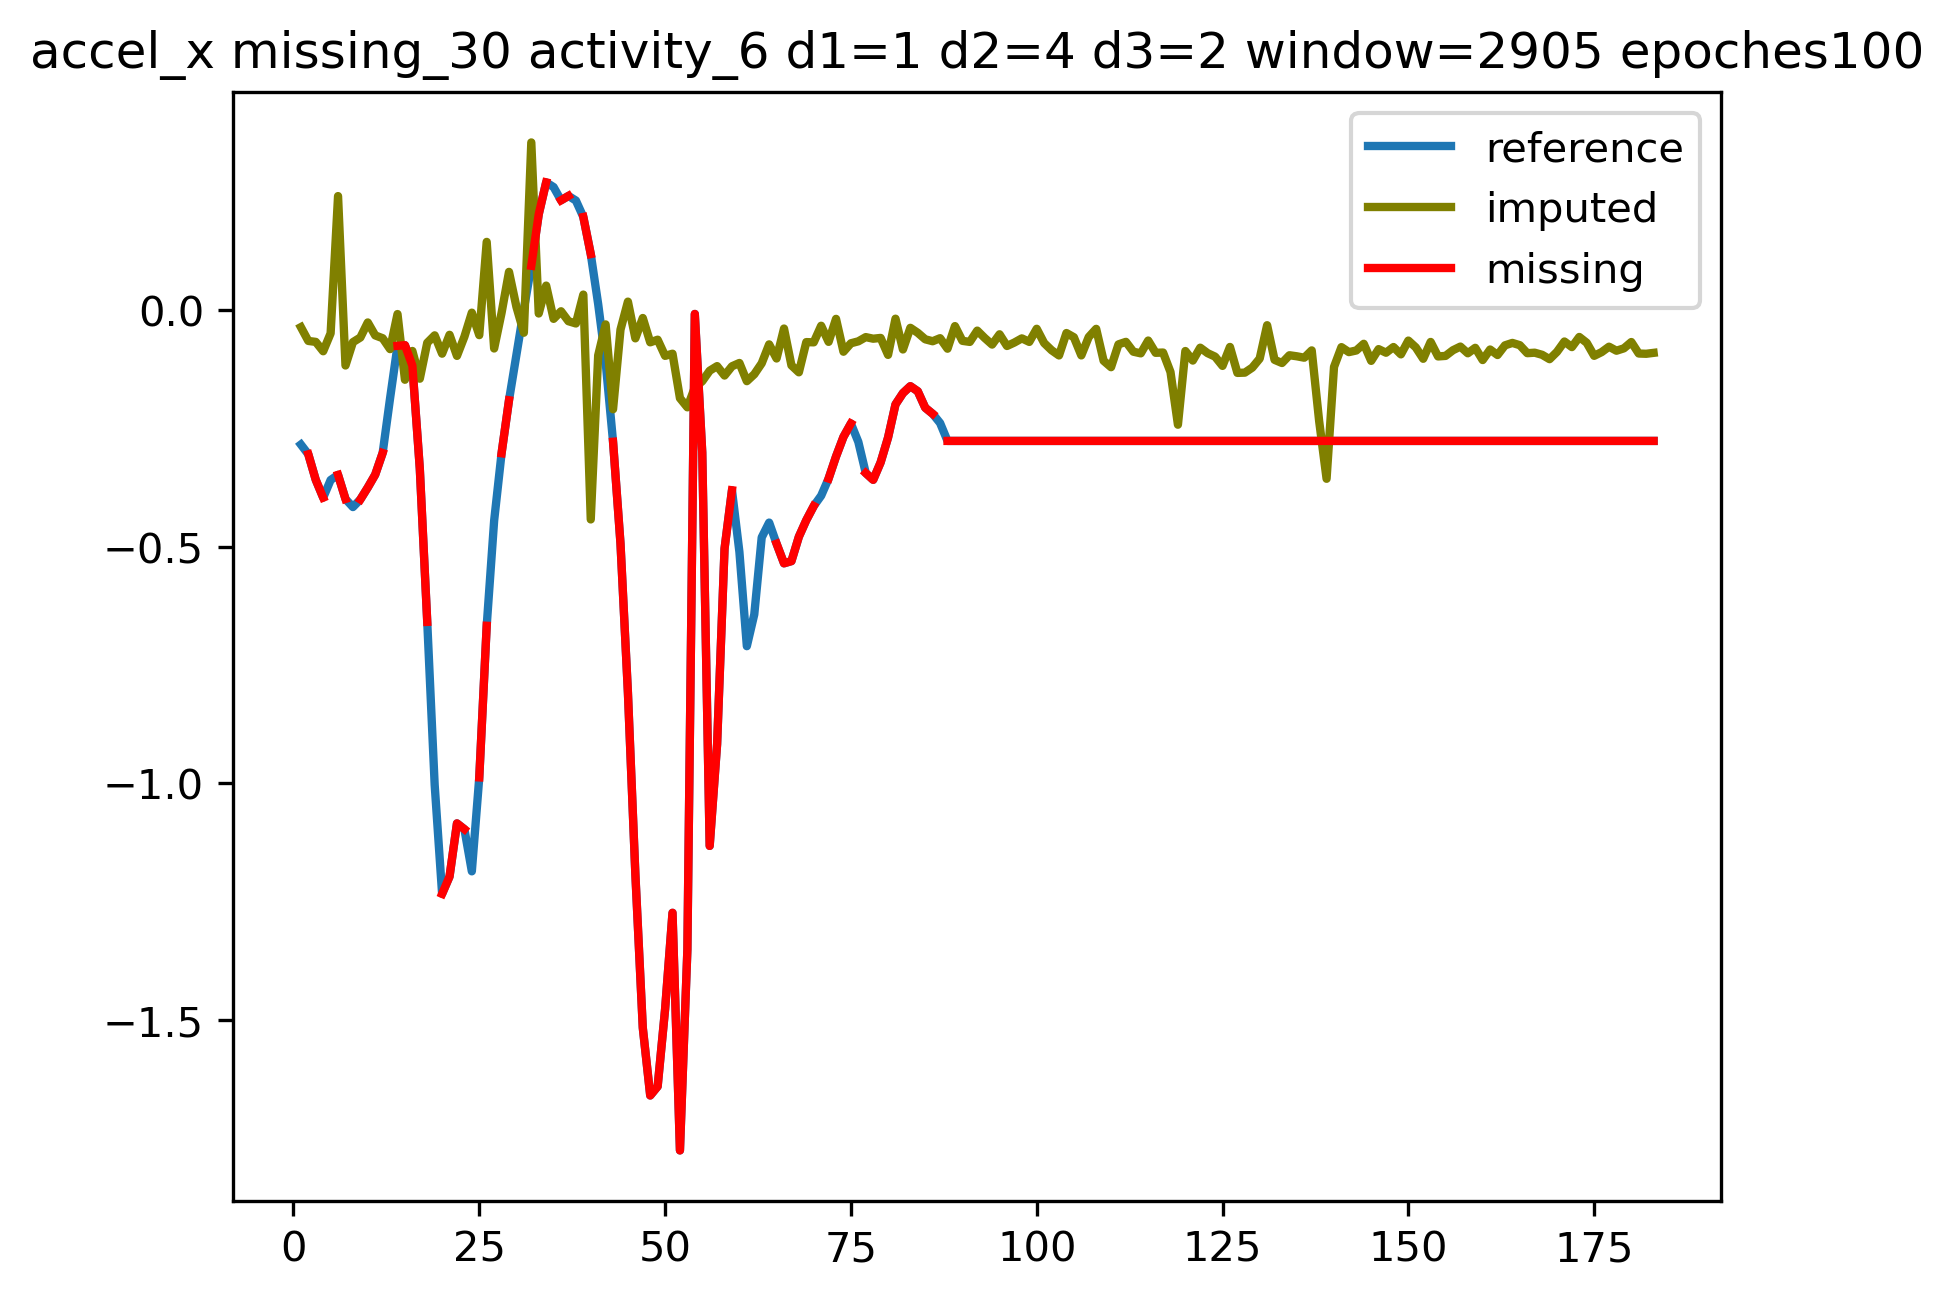 accel_x missing_30 activity_6 d1=1 d2=4 d3=2 window=2905 epoches100
reference
imputed
missing
0.0
−0.5
−1.0
−1.5
0 25 50 75 100 125 150 175